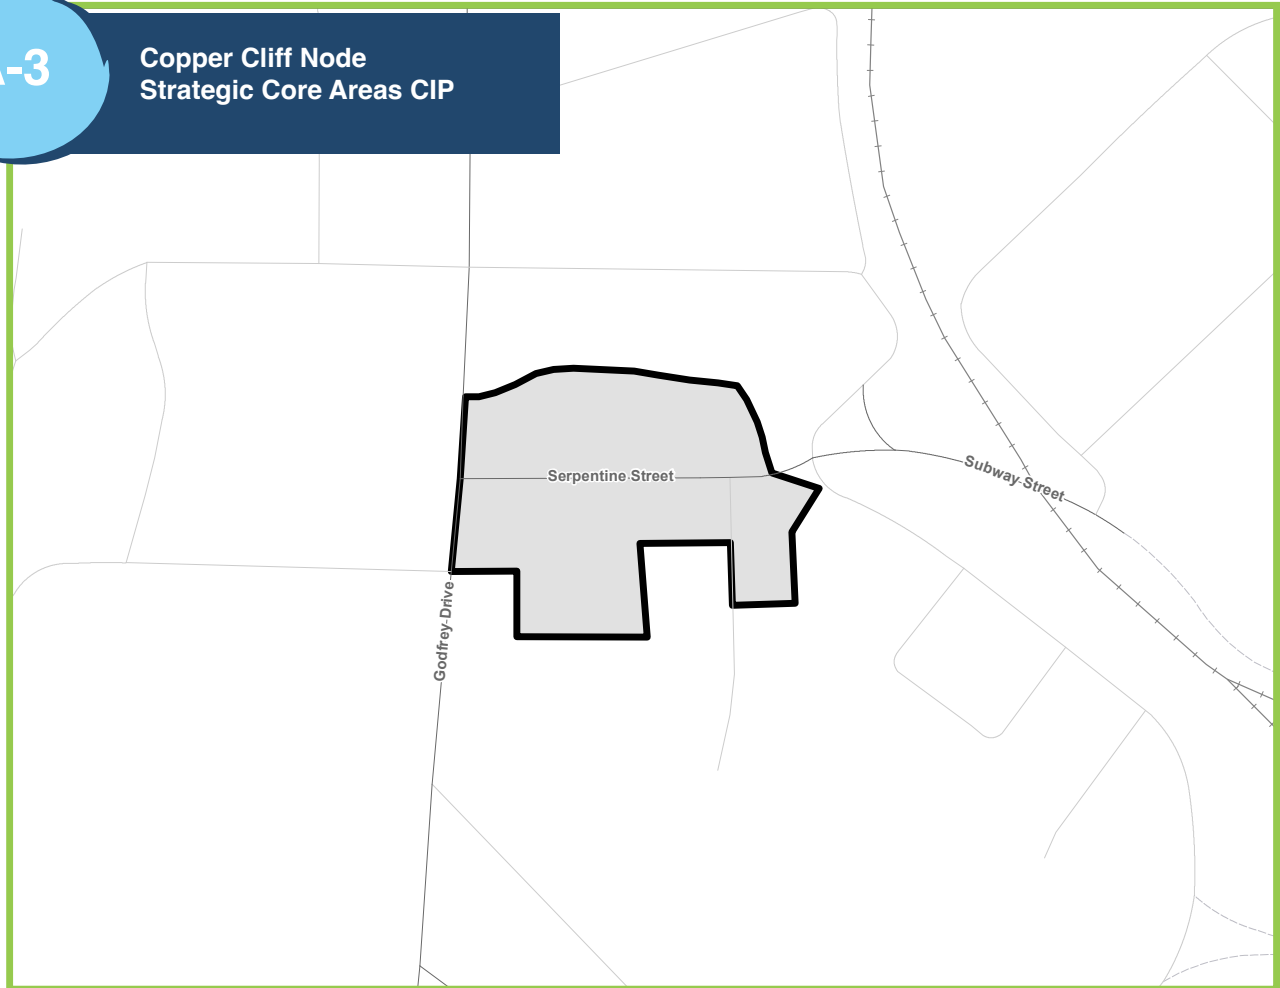 -3
Copper Cliff Node
Strategic Core Areas CIP
Serpentine Street
Subway Street
Godfrey Drive